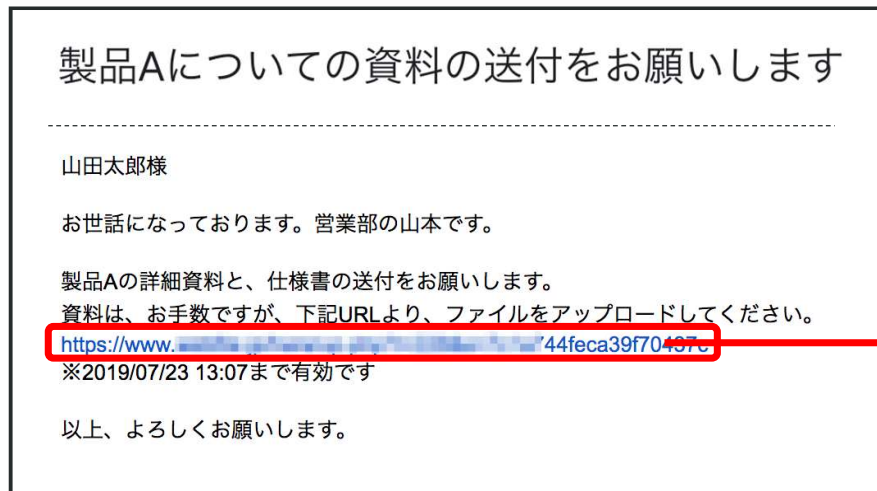 製品Aについての資料の送付をお願いします
山田太郎様
お世話になっております。営業部の山本です。
製品Aの詳細資料と、仕様書の送付をお願いします。
資料は、お手数ですが、下記URLより、ファイルをアップロードしてください。
https://www. 744feca39f70437c
※2019/07/23 13:07まで有効です
以上、よろしくお願いします。